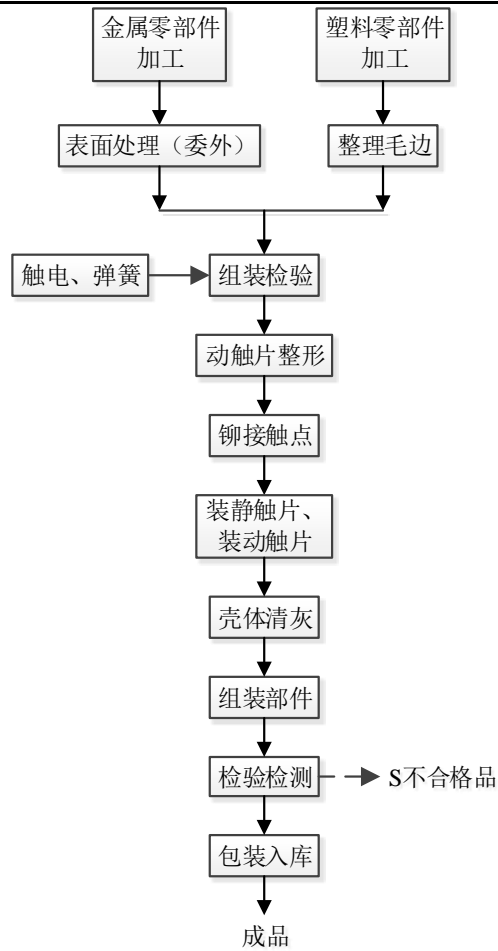 金属零部件
加工
塑料零部件
加工
表面处理（委外）
整理毛边
触电、弹簧
组装检验
动触片整形
铆接触点
装静触片、
装动触片
壳体清灰
组装部件
检验检测
S不合格品
包装入库
成品